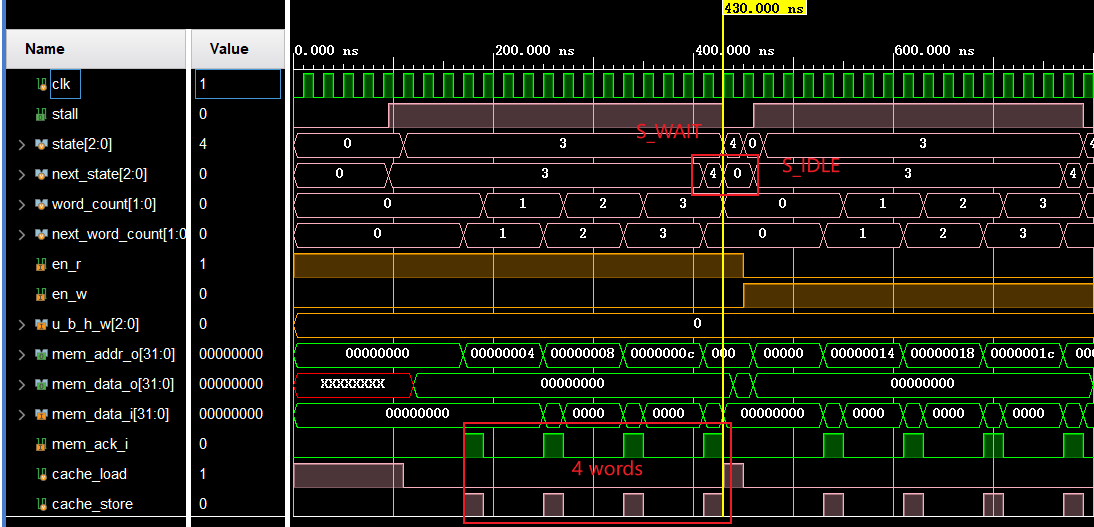 430.000 ns
Name Value 0.000 ns 200.000 ns 400.000 ns 600.000 ns
clk 1
stall 0
S_WAIT
state[2:0] 4 0 3 4 0 3 4
S_IDLE
next_state[2:0] 0 0 3 4 0 3 4
word_count[1:0] 0 0 1 2 3 0 1 2 3
next_word_count[1:0 0 0 1 2 3 0 1 2 3
en_r 1
en_w 0
u_b_h_w[2:0] 0 0
mem_addr_o[31:0] 00000000 00000000 00000004 00000008 0000000c 000 00000 00000014 00000018 0000001c 000
mem_data_o[31:0] 00000000 XXXXXXXX 00000000 00000000
mem_data_i[31:0] 00000000 00000000 0000 0000 00000000 0000 0000 0000
mem_ack_i 0
4 words
cache_load 1
cache_store 0